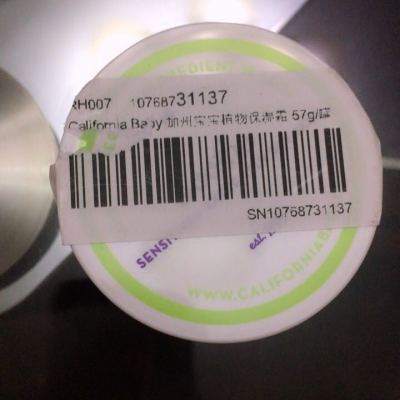 RH007 10768731137
California Baby 加州宝宝植物保湿霜 57g/罐
SN10768731137
SENSI
est.
WWW.CALIFORNIAB